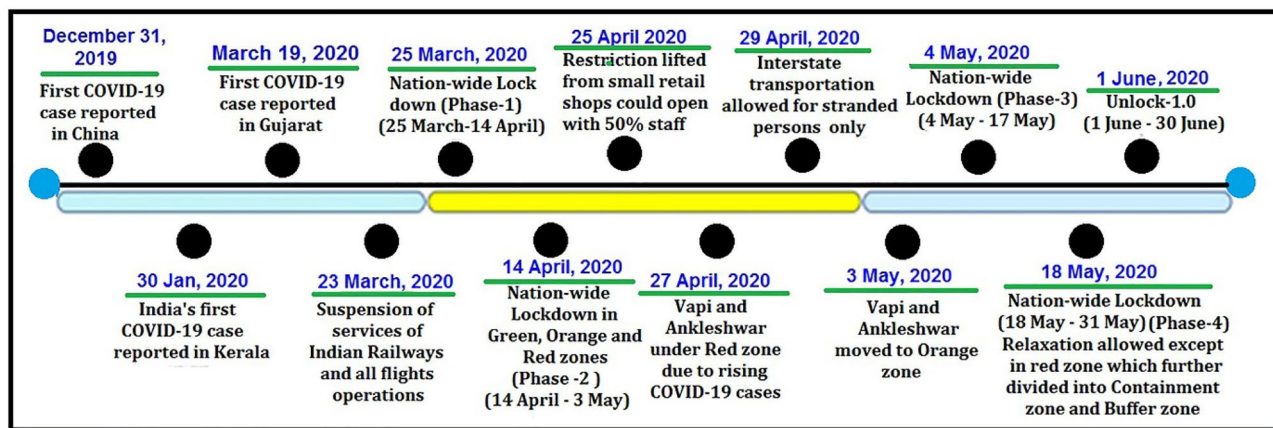 December 31,
2019
First COVID-19
case reported
in China
March 19, 2020
First COVID-19
case reported
in Gujarat
25 March, 2020
Nation-wide Lock
down (Phase-1)
(25 March-14 April)
25 April 2020
Restriction lifted
from small retail
shops could open
with 50% staff
29 April, 2020
Interstate
transportation
allowed for stranded
persons only
4 May, 2020
Nation-wide
Lockdown (Phase-3)
(4 May - 17 May)
1 June, 2020
Unlock-1.0
(1 June - 30 June)
30 Jan, 2020
India's first
COVID-19 case
reported in Kerala
23 March, 2020
Suspension of
services of
Indian Railways
and all flights
operations
14 April, 2020
Nation-wide
Lockdown in
Green, Orange and
Red zones
(Phase -2 )
(14 April - 3 May)
27 April, 2020
Vapi and
Ankleshwar
under Red zone
due to rising
COVID-19 cases
3 May, 2020
Vapi and
Ankleshwar
moved to Orange
zone
18 May, 2020
Nation-wide Lockdown
(18 May - 31 May) (Phase-4)
Relaxation allowed except
in red zone which further
divided into Containment
zone and Buffer zone